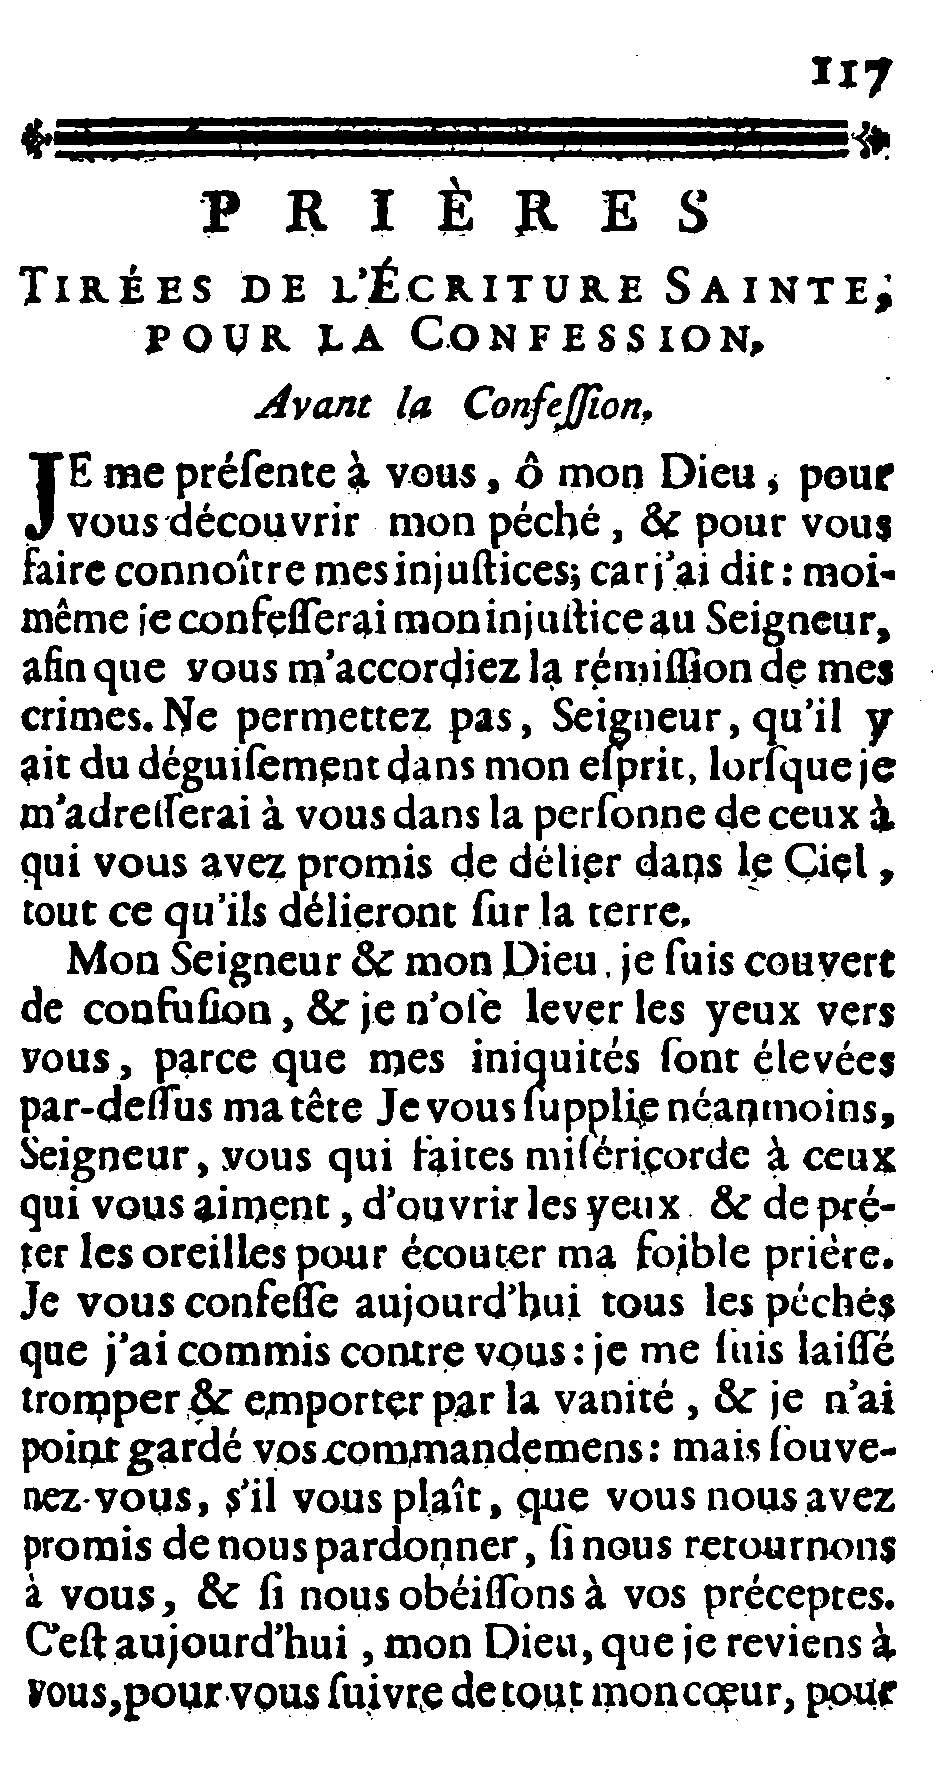 117
PRIÈRES
TIRÉES DE L'ÉCRITURE SAINTE,
POUR LA CONFESSION,
Avant la Confeſſion.
JE me préſente à vous, ô mon Dieu, pour
vous découvrir mon péché, & pour vous
faire connoître mes injuſtices; car j'ai dit : moi-
même je confeſſerai mon injuſtice au Seigneur,
afin que vous m'accordiez la rémiſſion de mes
crimes. Ne permettez pas, Seigneur, qu'il y
ait du déguiſement dans mon eſprit, lorſque je
m'adreſſerai à vous dans la perſonne de ceux à
qui vous avez promis de délier dans le Ciel,
tout ce qu'ils délieront ſur la terre.
Mon Seigneur & mon Dieu, je ſuis couvert
de confuſion, & je n'oſe lever les yeux vers
vous, parce que mes iniquités ſont élevées
par-deſſus ma tête Je vous ſupplie néanmoins,
Seigneur, vous qui faites miſéricorde à ceux
qui vous aiment, d'ouvrir les yeux & de pré-
ter les oreilles pour écouter ma foible prière.
Je vous confeſſe aujourd'hui tous les péchés
que j'ai commis contre vous : je me ſuis laiſſé
tromper & emporter par la vanité, & je n'ai
point gardé vos commandemens : mais ſouve-
nez-vous, s'il vous plaît, que vous nous avez
promis de nous pardonner, ſi nous retournons
à vous, & ſi nous obéiſſons à vos préceptes.
C'eſt aujourd'hui, mon Dieu, que je reviens à
vous, pour vous ſuivre de tout mon cœur, pour